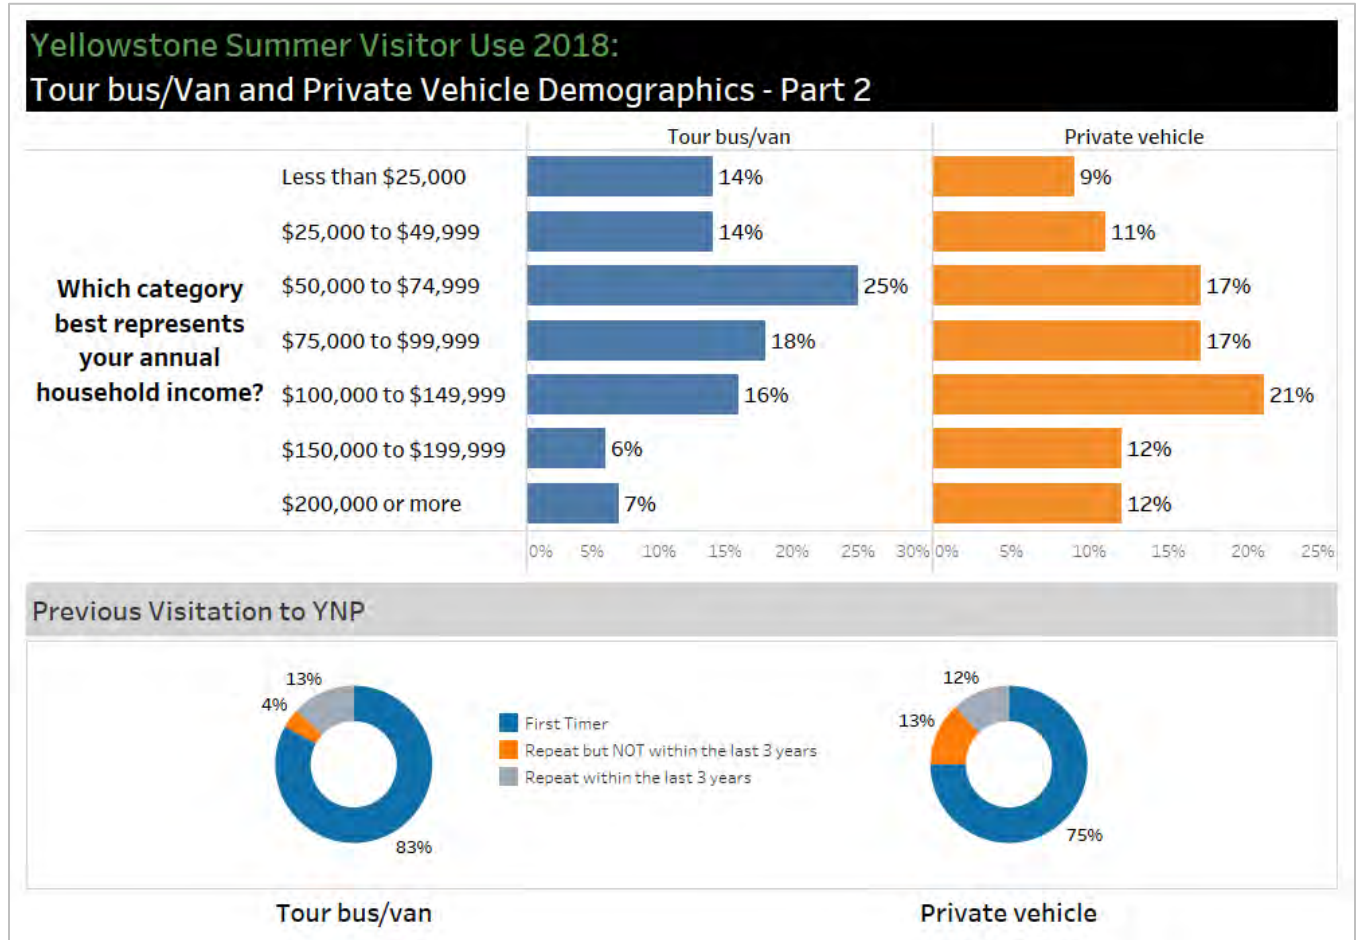 Yellowstone Summer Visitor Use 2018:
Tour bus/Van and Private Vehicle Demographics - Part 2
Tour bus/van
Private vehicle
Which category
best represents
your annual
household income?
Less than $25,000
14%
9%
$25,000 to $49,999
14%
11%
$50,000 to $74,999
25%
17%
$75,000 to $99,999
18%
17%
$100,000 to $149,999
16%
21%
$150,000 to $199,999
6%
12%
$200,000 or more
7%
12%
0% 5% 10% 15% 20% 25% 30%
0% 5% 10% 15% 20% 25%
Previous Visitation to YNP
13%
4%
83%
First Timer
Repeat but NOT within the last 3 years
Repeat within the last 3 years
12%
13%
75%
Tour bus/van
Private vehicle